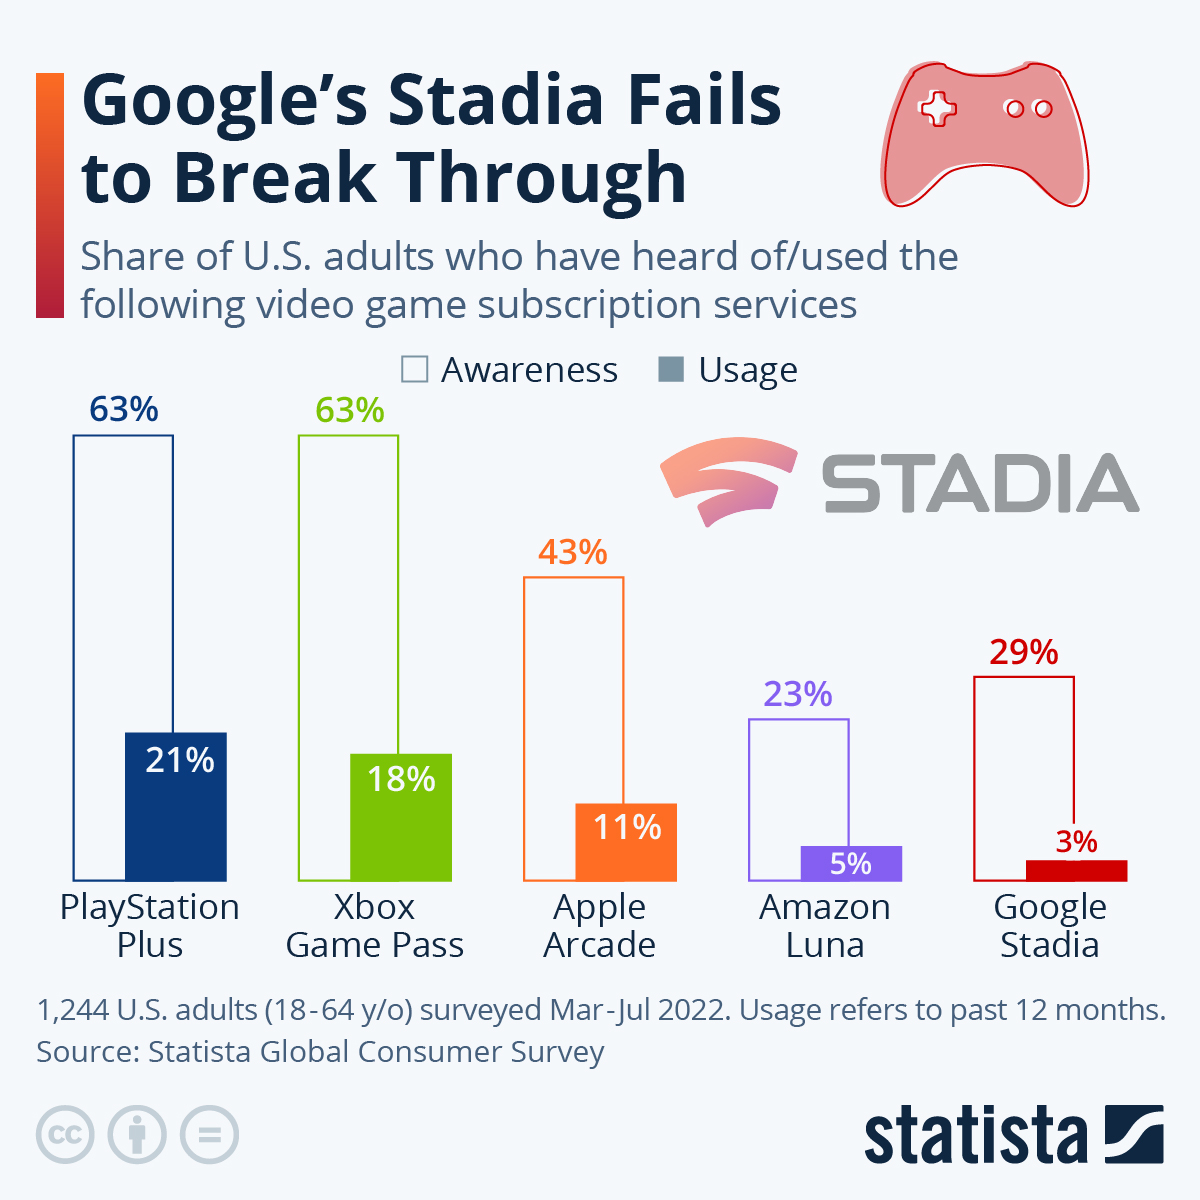 Google’s Stadia Fails
to Break Through
Share of U.S. adults who have heard of/used the
following video game subscription services
Awareness Usage
63% 63%
STADIA
43%
29%
23%
21%
18%
11%
3%
5%
PlayStation Xbox Apple Amazon Google
Plus Game Pass Arcade Luna Stadia
1,244 U.S. adults (18-64 y/o) surveyed Mar-Jul 2022. Usage refers to past 12 months.
Source: Statista Global Consumer Survey
cc
statista